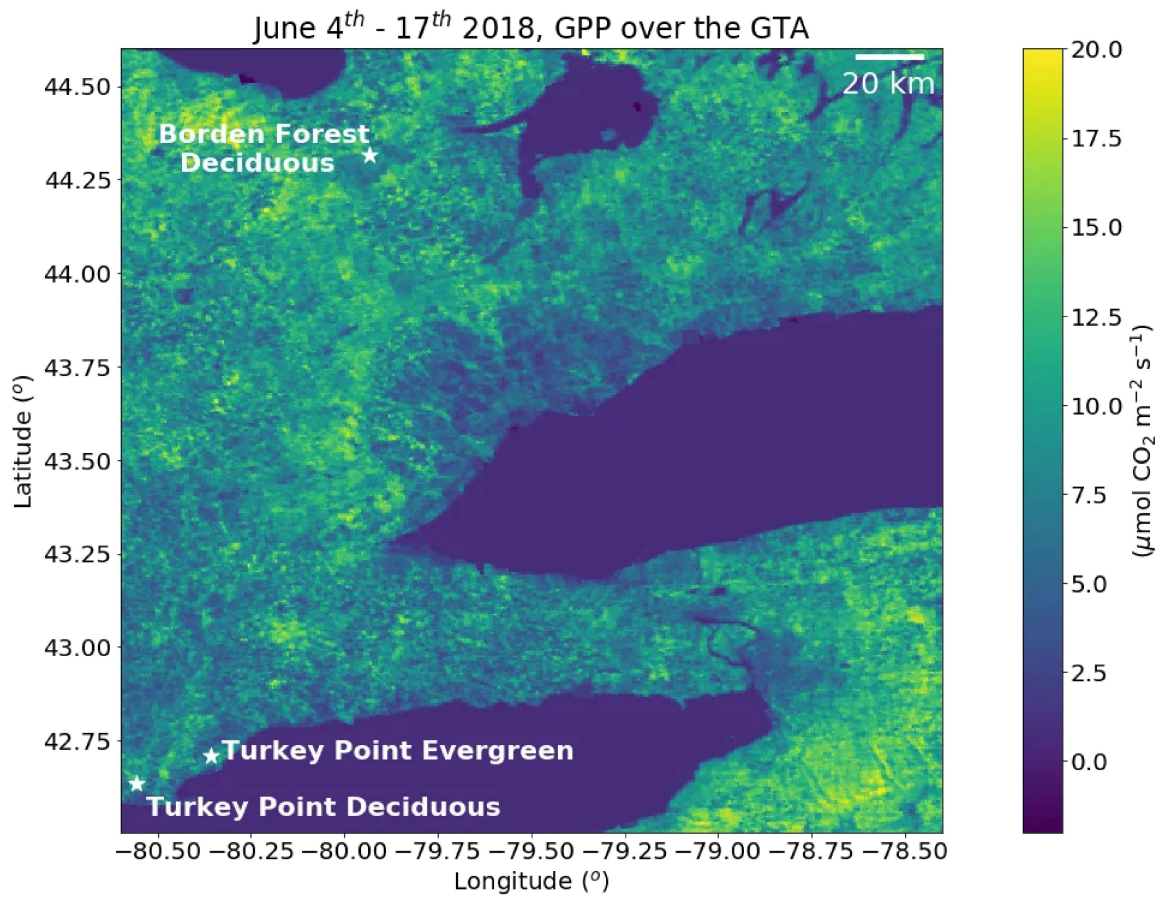 June 4th - 17th 2018, GPP over the GTA
20 km
Borden Forest
Deciduous
Turkey Point Evergreen
Turkey Point Deciduous
44.50
44.25
44.00
43.75
43.50
43.25
43.00
42.75
Latitude (o)
−80.50 −80.25 −80.00 −79.75 −79.50 −79.25 −79.00 −78.75 −78.50
Longitude (o)
20.0
17.5
15.0
12.5
10.0
7.5
5.0
2.5
0.0
(μmol CO2 m−2 s−1)